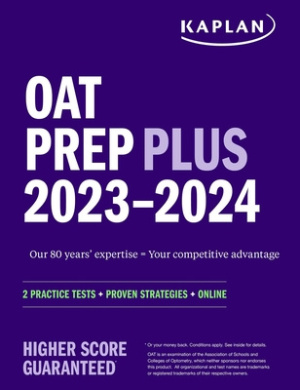 KAPLAN
OAT
PREP PLUS
2023–2024
Our 80 years' expertise = Your competitive advantage
2 PRACTICE TESTS + PROVEN STRATEGIES + ONLINE
HIGHER SCORE
GUARANTEED*
* Or your money back. Conditions apply. See inside for details.
OAT is an examination of the Association of Schools and
Colleges of Optometry, which neither sponsors nor endorses
this product. All organizational and test names are trademarks
or registered trademarks of their respective owners.